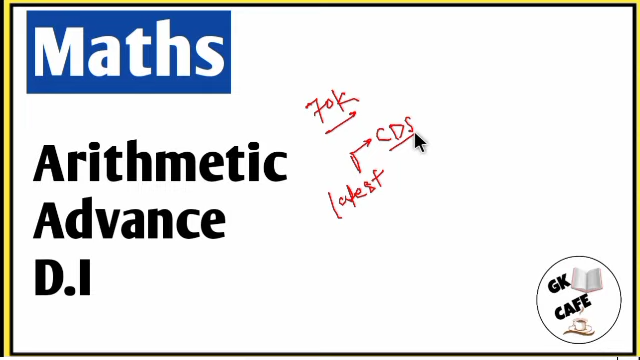 Maths
70K
CDS
Arithmetic
latest
Advance
D.I
GK
CAFE